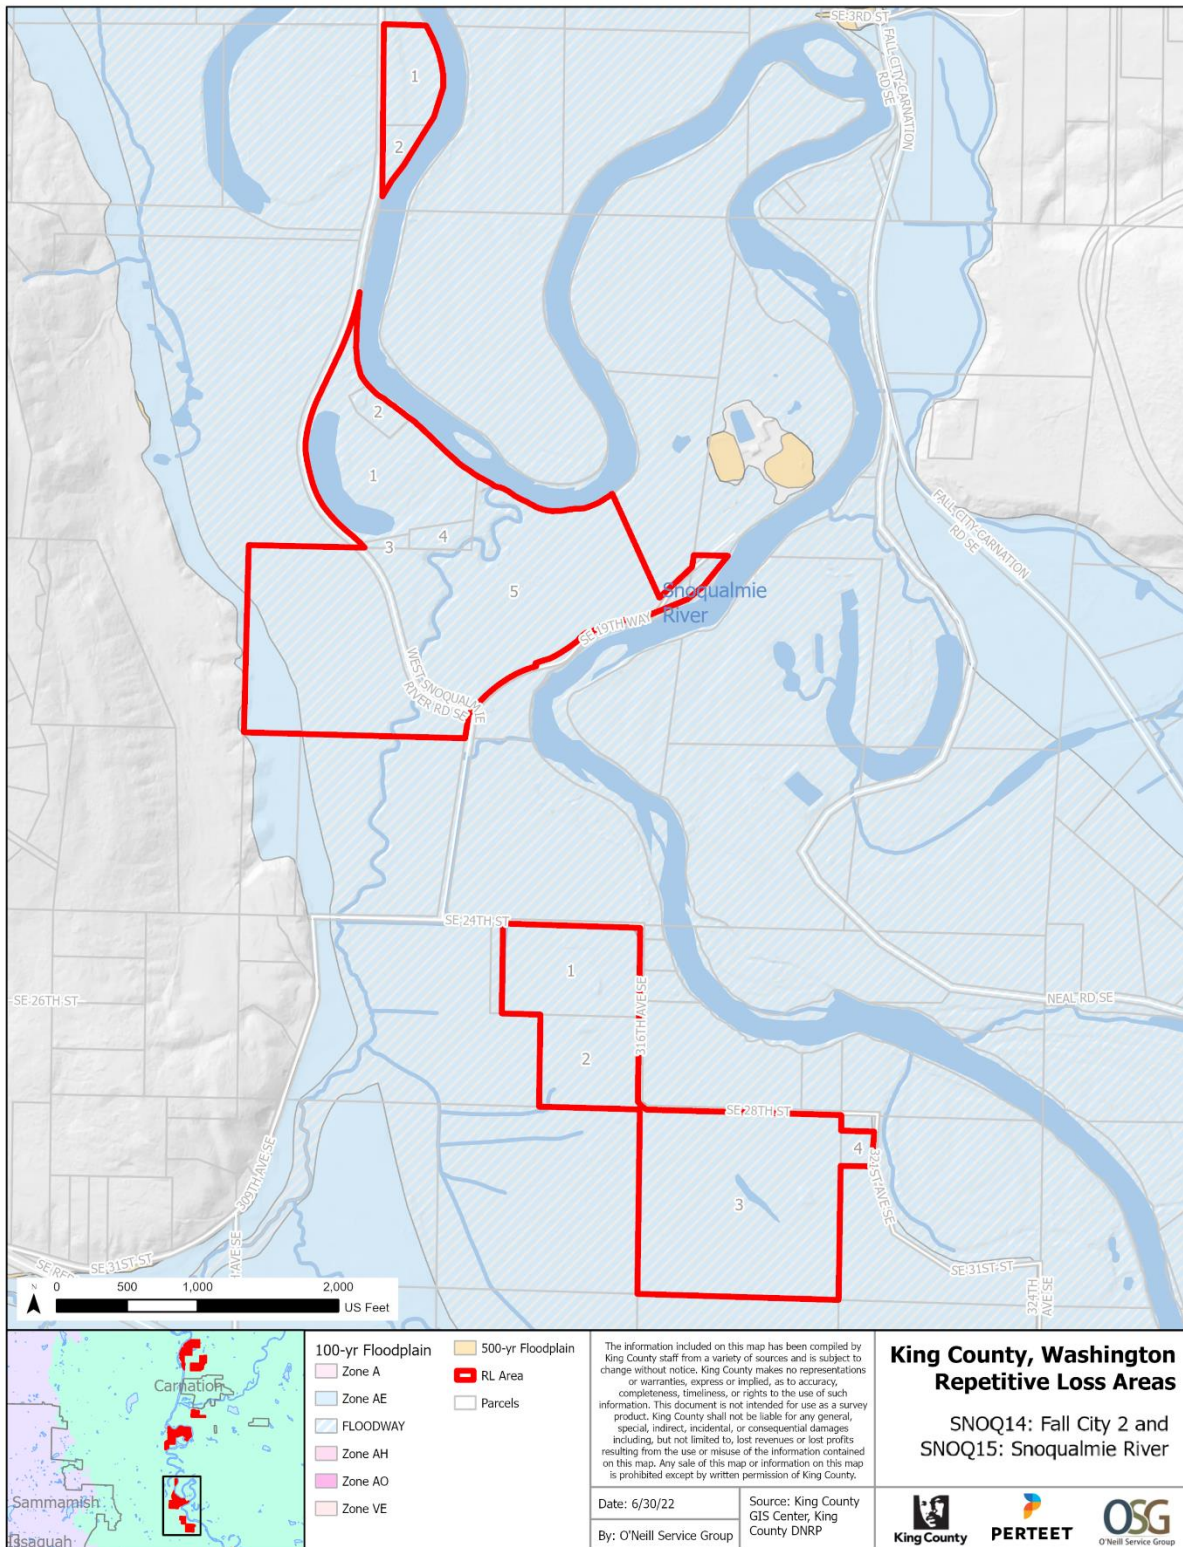 SE 3RD ST
FALL CITY-CARNATION
RD SE
1
2
2
1
3
4
5
Snoqualmie
River
SE 19TH WAY
WEST SNOQUALMIE
RIVER RD SE
FALL CITY-CARNATION
RD SE
SE 24TH ST
1
316TH AVE SE
SE 26TH ST
NEAL RD SE
2
SE 28TH ST
4
321ST AVE SE
3
309TH AVE SE
SE 31ST ST
AVE SE
SE 31ST ST
324TH
AVE SE
N
0 500 1,000 2,000
US Feet
Carnation
Sammamish
Issaquah
100-yr Floodplain
Zone A
Zone AE
FLOODWAY
Zone AH
Zone AO
Zone VE
500-yr Floodplain
RL Area
Parcels
The information included on this map has been compiled by
King County staff from a variety of sources and is subject to
change without notice. King County makes no representations
or warranties, express or implied, as to accuracy,
completeness, timeliness, or rights to the use of such
information. This document is not intended for use as a survey
product. King County shall not be liable for any general,
special, indirect, incidental, or consequential damages
including, but not limited to, lost revenues or lost profits
resulting from the use or misuse of the information contained
on this map. Any sale of this map or information on this map
is prohibited except by written permission of King County.
Date: 6/30/22
By: O'Neill Service Group
Source: King County
GIS Center, King
County DNRP
King County, Washington
Repetitive Loss Areas
SNOQ14: Fall City 2 and
SNOQ15: Snoqualmie River
King County
PERTEET
OSG
O'Neill Service Group